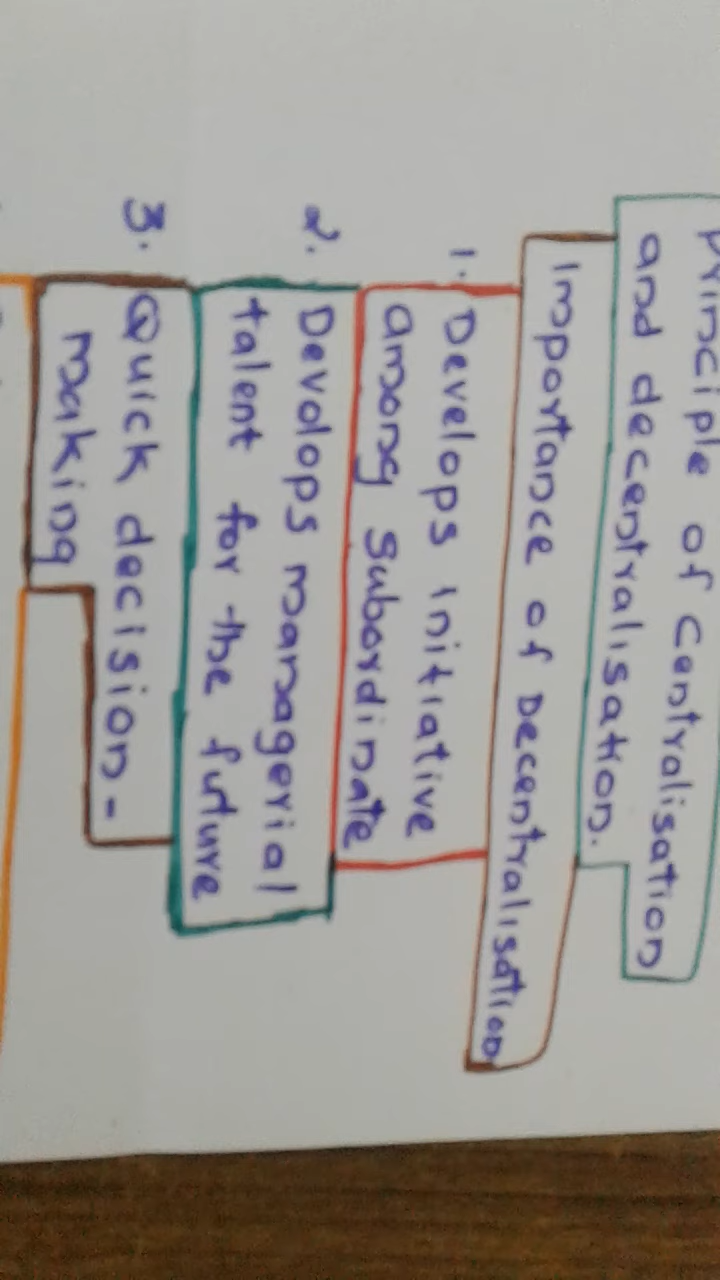 principle of centralisation
and decentralisation.
Importance of Decentralisation
1. Develops initiative
among subordinate
2. Devolops managerial
talent for the future
3. Quick decision-
making